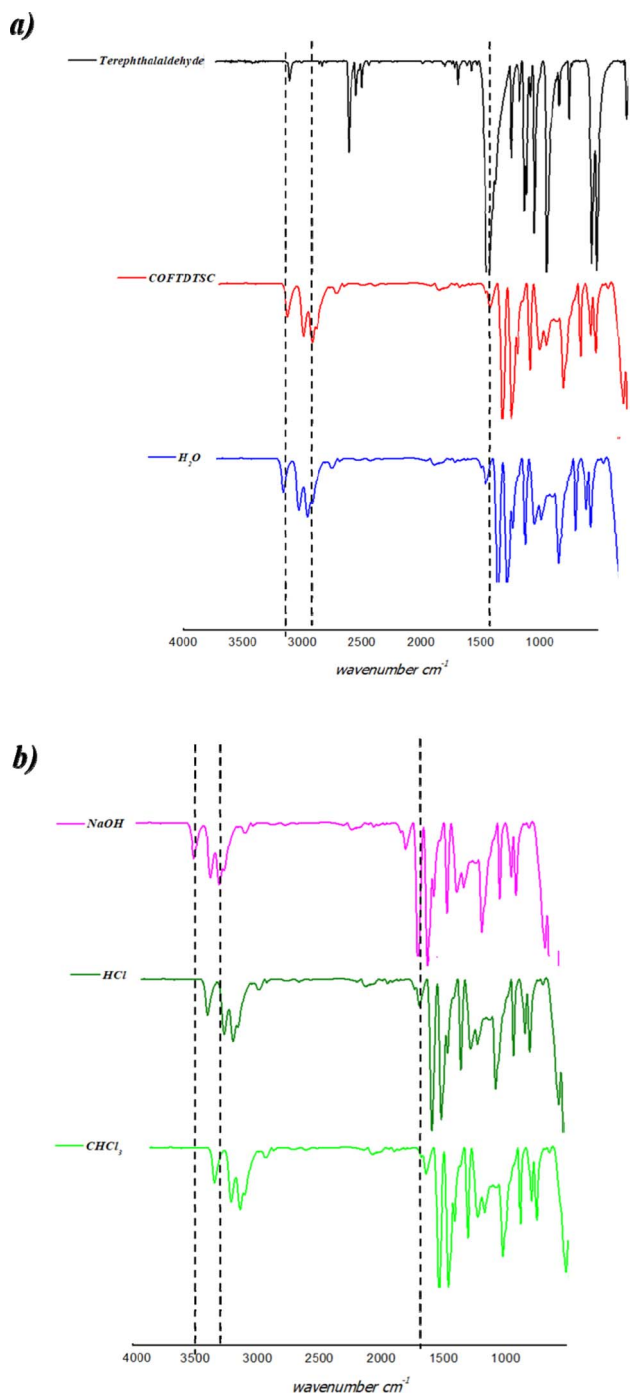 a)
Terephthalaldehyde
COFTDTSC
H₂O
4000 3500 3000 2500 2000 1500 1000
wavenumber cm⁻¹
b)
NaOH
HCl
CHCl₃
4000 3000 2500 2000 1500 1000
wavenumber cm⁻¹